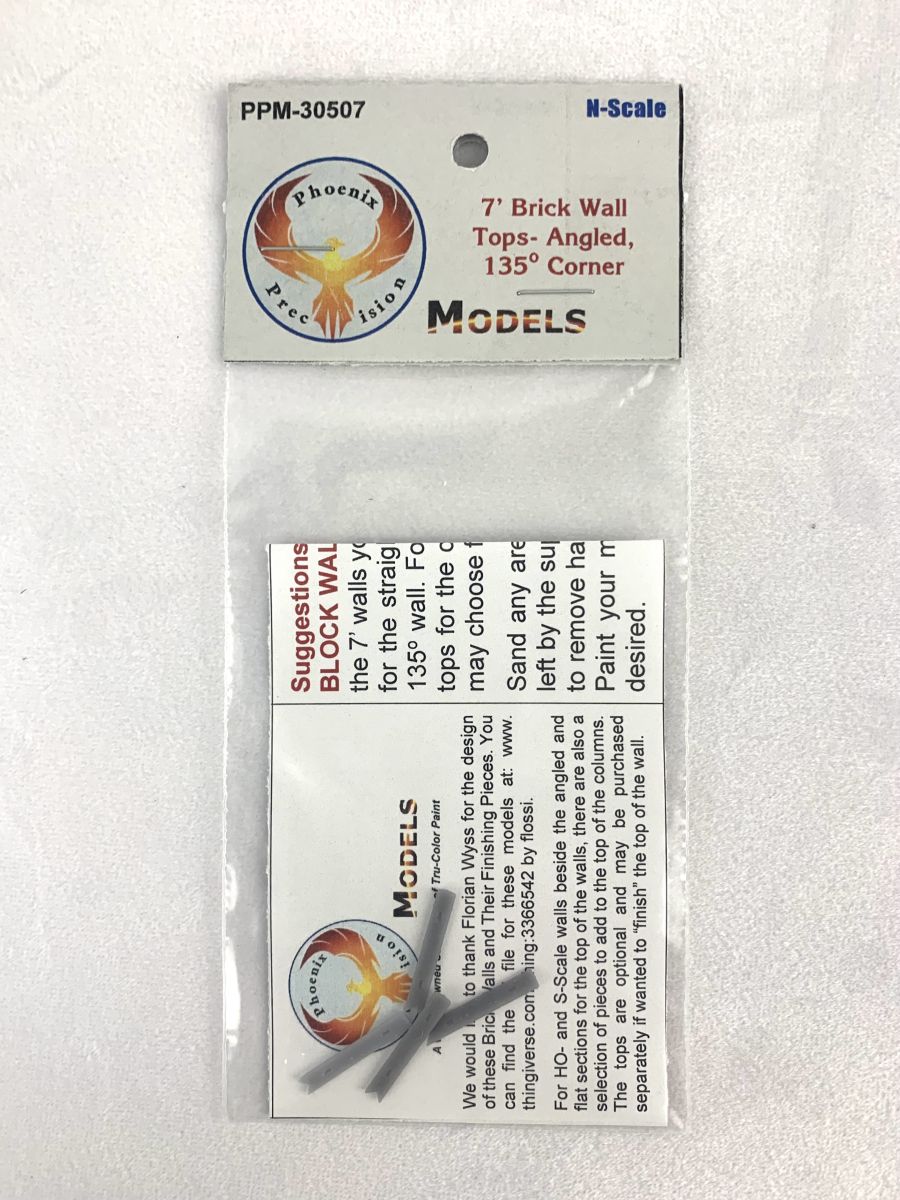 PPM-30507
N-Scale
Phoenix
Precision
MODELS
7’ Brick Wall
Tops- Angled,
135º Corner
Suggestions
BLOCK WAL
the 7’ walls yo
for the straig
135º wall. Fo
tops for the c
may choose f
Sand any are
left by the su
to remove ha
Paint your m
desired.
Phoenix
ision
MODELS
A of Tru-Color Paint
We would to thank Florian Wyss for the design
of these Bric alls and Their Finishing Pieces. You
can find the file for these models at: www.
thingiverse.com hing:3366542 by flossi.
For HO- and S-Scale walls beside the angled and
flat sections for the top of the walls, there are also a
selection of pieces to add to the top of the columns.
The tops are optional and may be purchased
separately if wanted to “finish” the top of the wall.